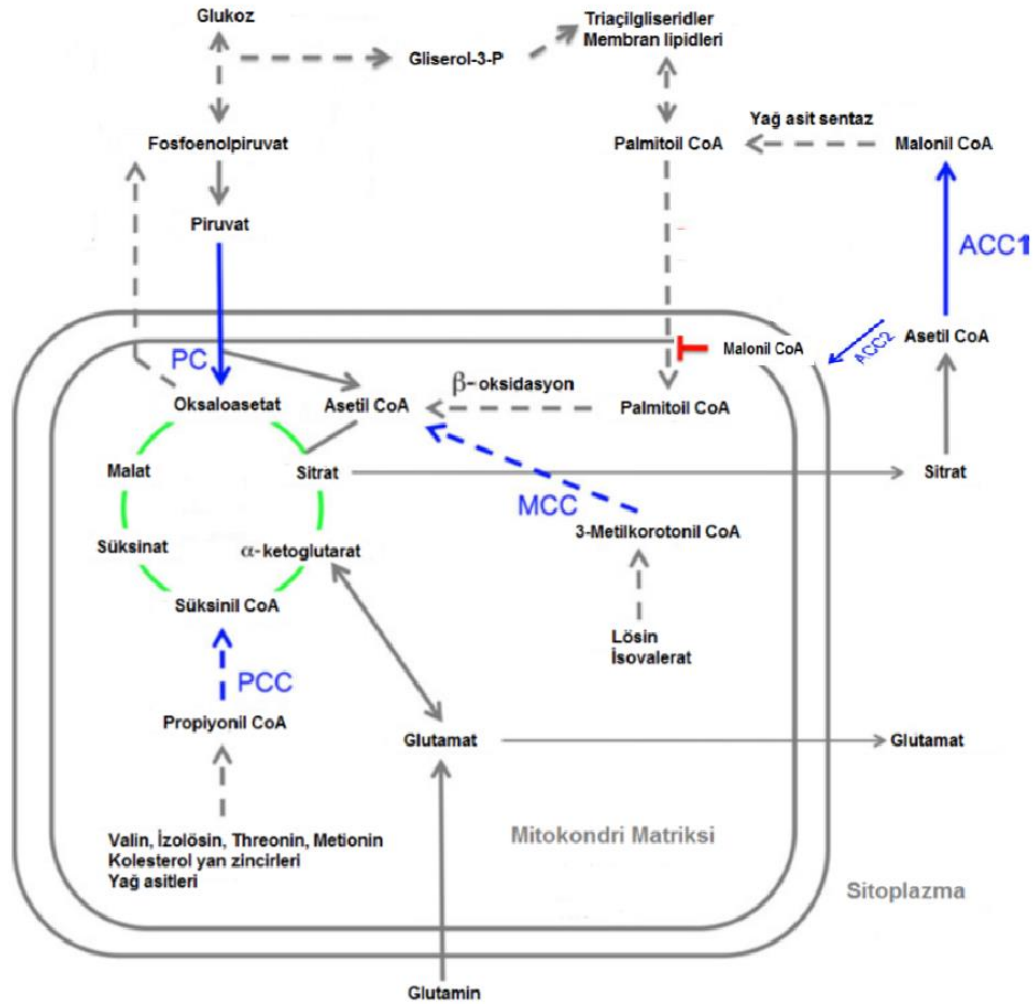 Glukoz
Triaçilgliseridler
Membran lipidleri
Gliserol-3-P
Yağ asit sentaz
Fosfoenolpiruvat
Palmitoil CoA
Malonil CoA
Piruvat
ACC1
PC
Malonil CoA
ACC2
Asetil CoA
β-oksidasyon
Oksaloasetat
Asetil CoA
Palmitoil CoA
Malat
Sitrat
Sitrat
MCC
3-Metilkorotonil CoA
Süksinat
α-ketoglutarat
Süksinil CoA
Lösin
İsovalerat
PCC
Propiyonil CoA
Glutamat
Glutamat
Valin, İzolösin, Threonin, Metionin
Kolesterol yan zincirleri
Yağ asitleri
Mitokondri Matriksi
Sitoplazma
Glutamin